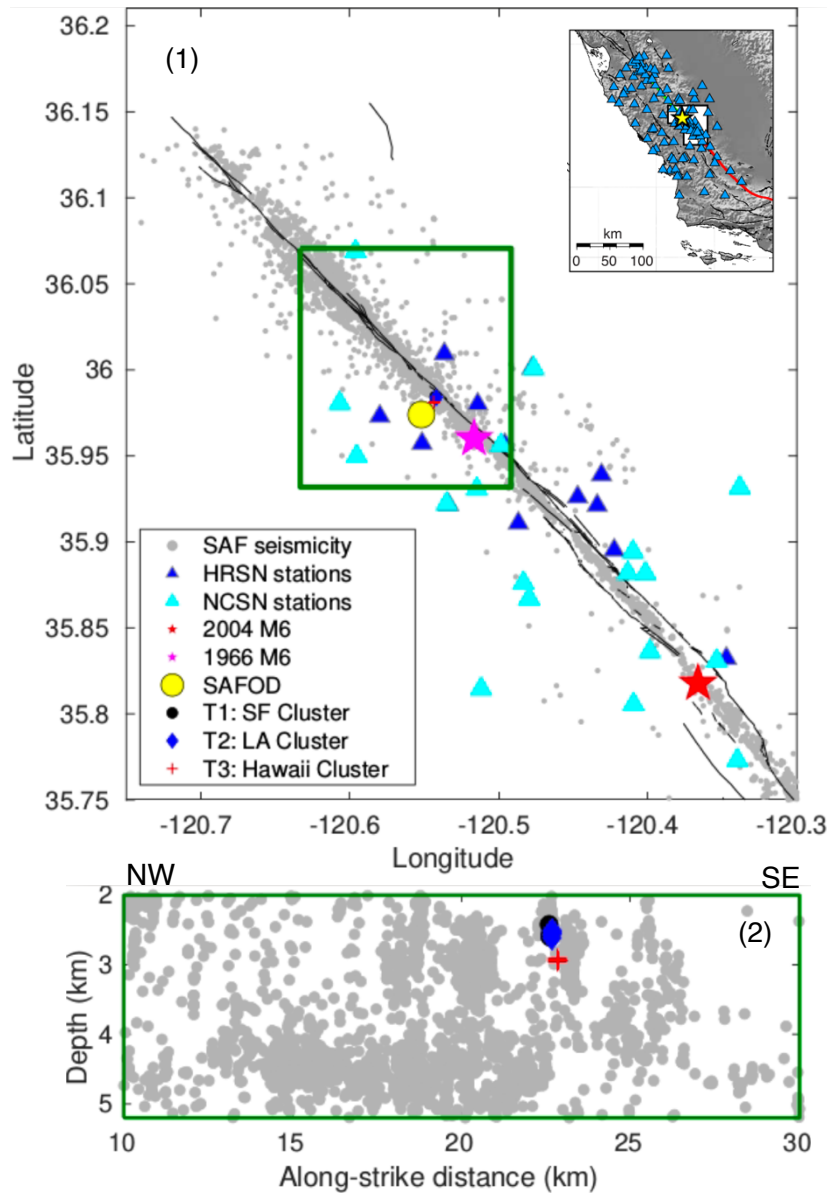 36.2
(1)
36.15
36.1
36.05
36
35.95
35.9
35.85
35.8
35.75
Latitude
km
0 50 100
SAF seismicity
HRSN stations
NCSN stations
2004 M6
1966 M6
SAFOD
T1: SF Cluster
T2: LA Cluster
T3: Hawaii Cluster
-120.7 -120.6 -120.5 -120.4 -120.3
Longitude
NW SE
(2)
2
3
4
5
Depth (km)
10 15 20 25 30
Along-strike distance (km)